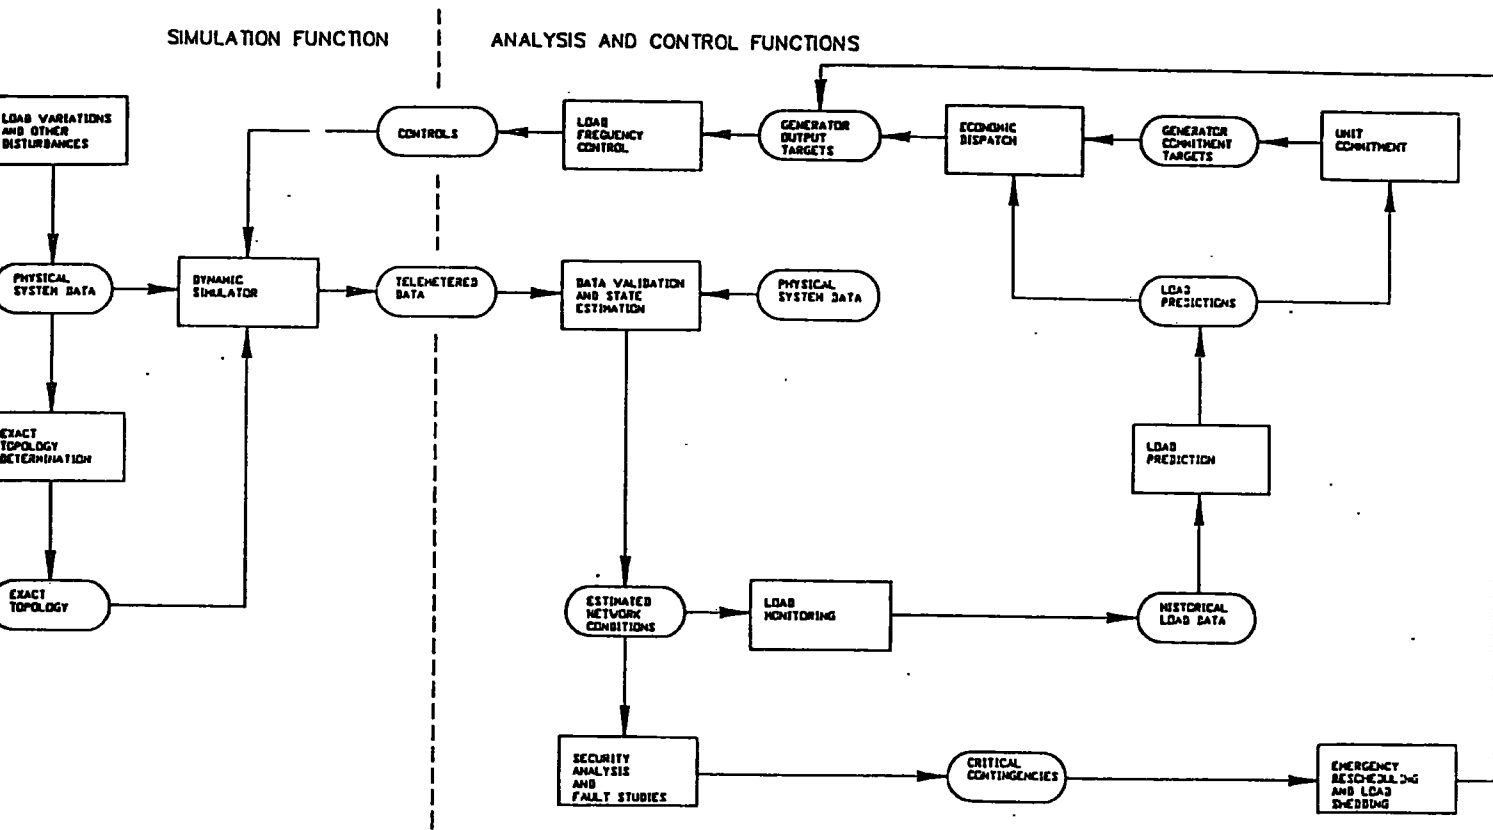 SIMULATION FUNCTION
ANALYSIS AND CONTROL FUNCTIONS
LOAD VARIATIONS
AND OTHER
DISTURBANCES
CONTROLS
LOAD
FREQUENCY
CONTROL
GENERATOR
OUTPUT
TARGETS
ECONOMIC
DISPATCH
GENERATOR
COMMITMENT
TARGETS
UNIT
COMMITMENT
PHYSICAL
SYSTEM DATA
DYNAMIC
SIMULATOR
TELEMETERED
DATA
DATA VALIDATION
AND STATE
ESTIMATION
PHYSICAL
SYSTEM DATA
LOAD
PREDICTIONS
EXACT
TOPOLOGY
DETERMINATION
LOAD
PREDICTION
EXACT
TOPOLOGY
ESTIMATED
NETWORK
CONDITIONS
LOAD
MONITORING
HISTORICAL
LOAD DATA
SECURITY
ANALYSIS
AND
FAULT STUDIES
CRITICAL
CONTINGENCIES
EMERGENCY
RESCHEDULING
AND LOAD
SHEDDING